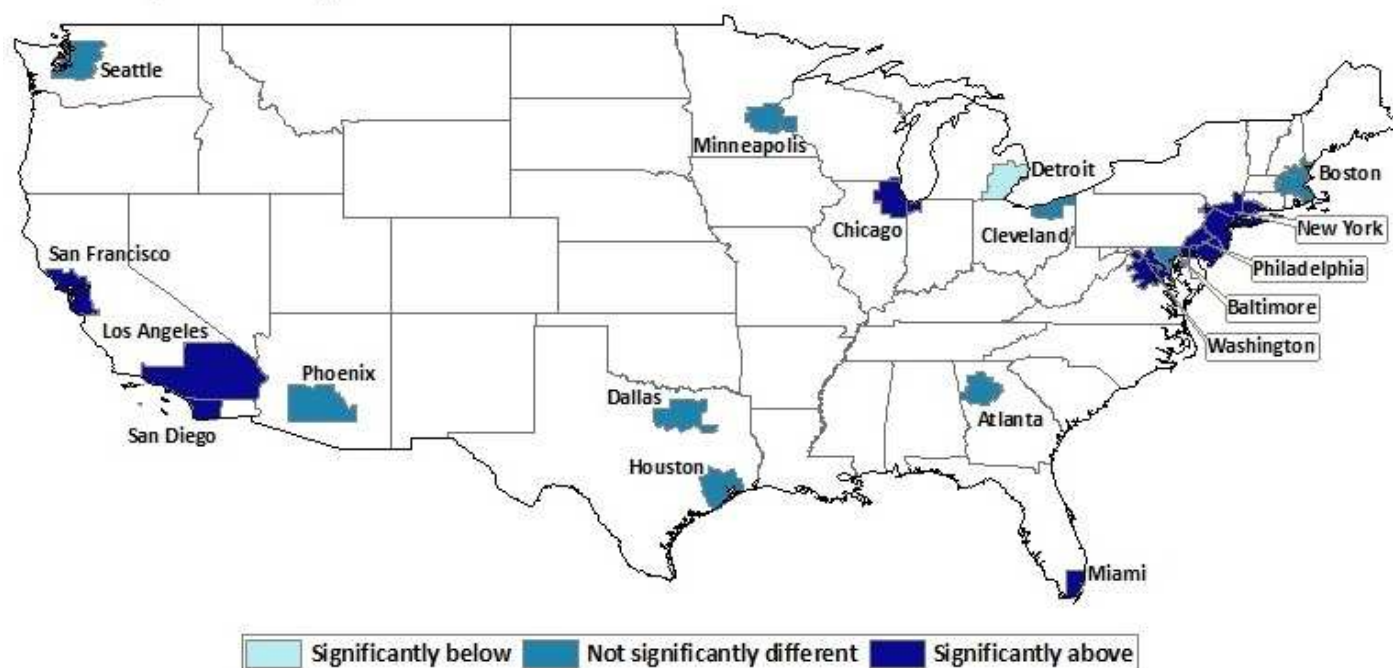 Seattle
Minneapolis
Detroit
Boston
Chicago
Cleveland
New York
San Francisco
Philadelphia
Baltimore
Los Angeles
Washington
Phoenix
Dallas
Atlanta
San Diego
Houston
Miami
Significantly below
Not significantly different
Significantly above